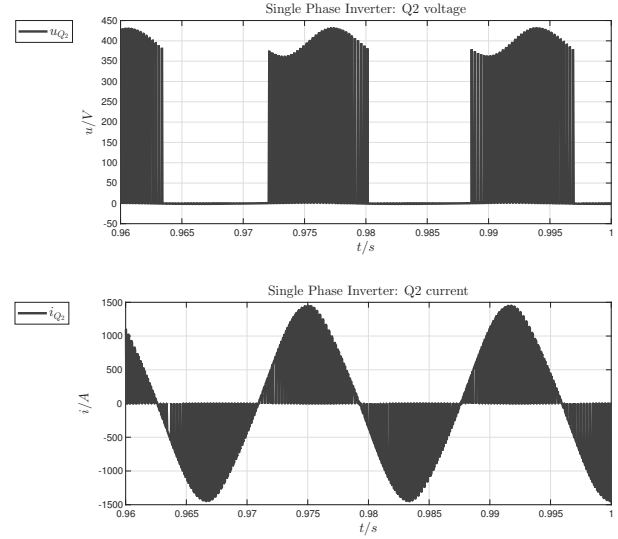 Single Phase Inverter: Q2 voltage
u_{Q_2}
u/V
450
400
350
300
250
200
150
100
50
0
-50
0.96 0.965 0.97 0.975 0.98 0.985 0.99 0.995 1
t/s
Single Phase Inverter: Q2 current
i_{Q_2}
i/A
1500
1000
500
0
-500
-1000
-1500
0.96 0.965 0.97 0.975 0.98 0.985 0.99 0.995 1
t/s